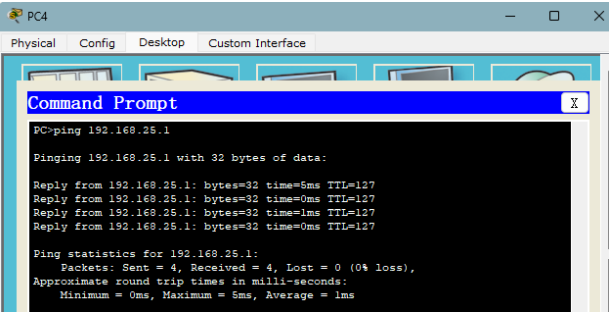 PC4
Physical Config Desktop Custom Interface
Command Prompt
X
PC>ping 192.168.25.1
Pinging 192.168.25.1 with 32 bytes of data:
Reply from 192.168.25.1: bytes=32 time=5ms TTL=127
Reply from 192.168.25.1: bytes=32 time=0ms TTL=127
Reply from 192.168.25.1: bytes=32 time=1ms TTL=127
Reply from 192.168.25.1: bytes=32 time=0ms TTL=127
Ping statistics for 192.168.25.1:
Packets: Sent = 4, Received = 4, Lost = 0 (0% loss),
Approximate round trip times in milli-seconds:
Minimum = 0ms, Maximum = 5ms, Average = 1ms